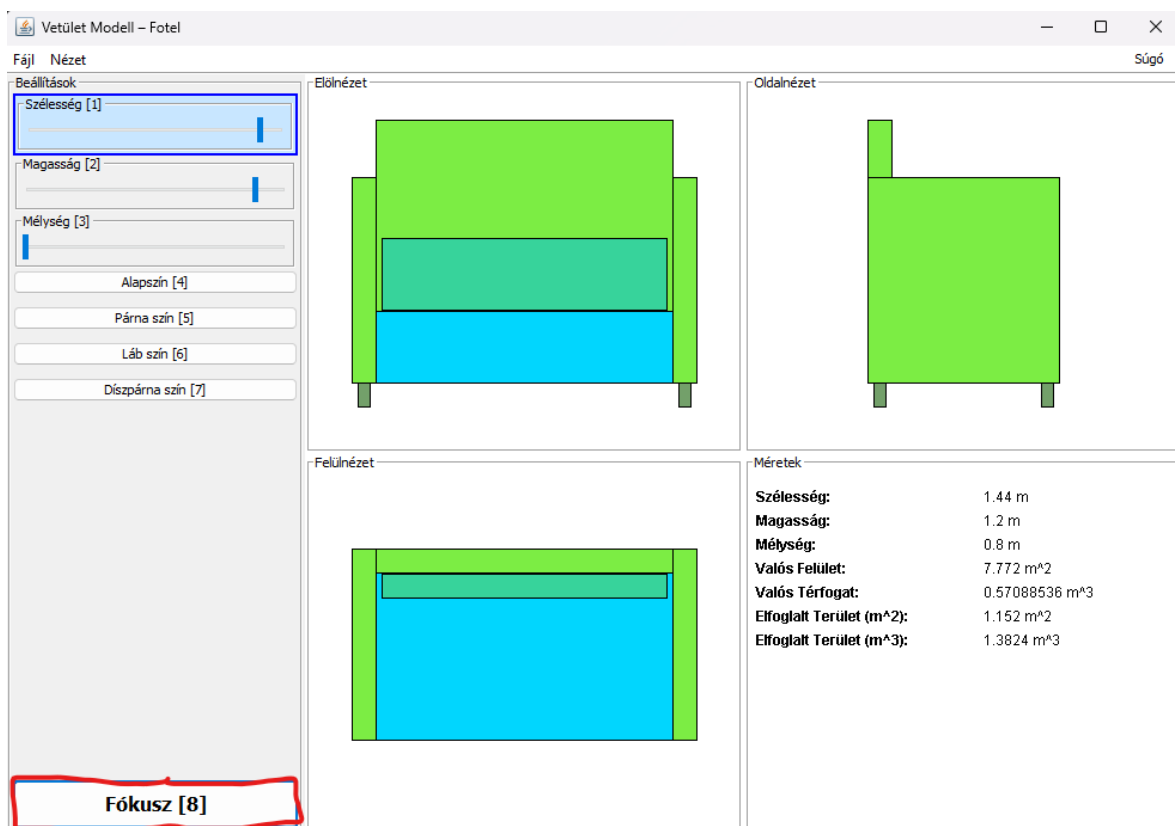 Vetület Modell – Fotel
Fájl Nézet Súgó
Beállítások
Szélesség [1]
Magasság [2]
Mélység [3]
Alapszín [4]
Párna szín [5]
Láb szín [6]
Díszpárna szín [7]
Fókusz [8]
Elölnézet
Oldalnézet
Felülnézet
Méretek
Szélesség: 1.44 m
Magasság: 1.2 m
Mélység: 0.8 m
Valós Felület: 7.772 m^2
Valós Térfogat: 0.57088536 m^3
Elfoglalt Terület (m^2): 1.152 m^2
Elfoglalt Terület (m^3): 1.3824 m^3